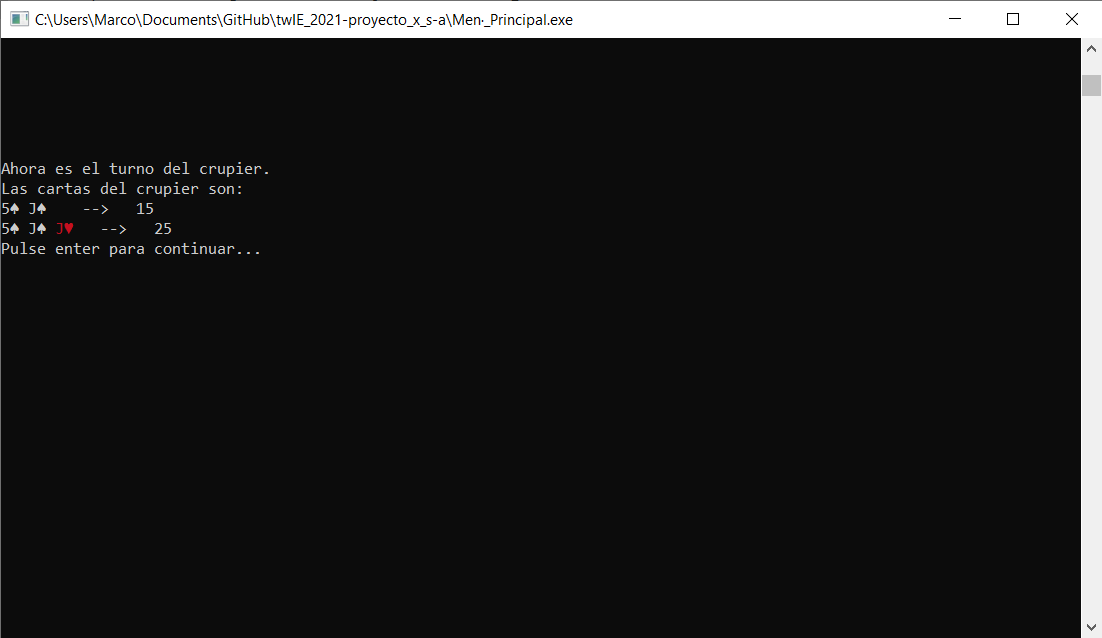 C:\Users\Marco\Documents\GitHub\twIE_2021-proyecto_x_s-a\Men·_Principal.exe
Ahora es el turno del crupier.
Las cartas del crupier son:
5♠ J♠    -->   15
5♠ J♠ J♥   -->   25
Pulse enter para continuar...